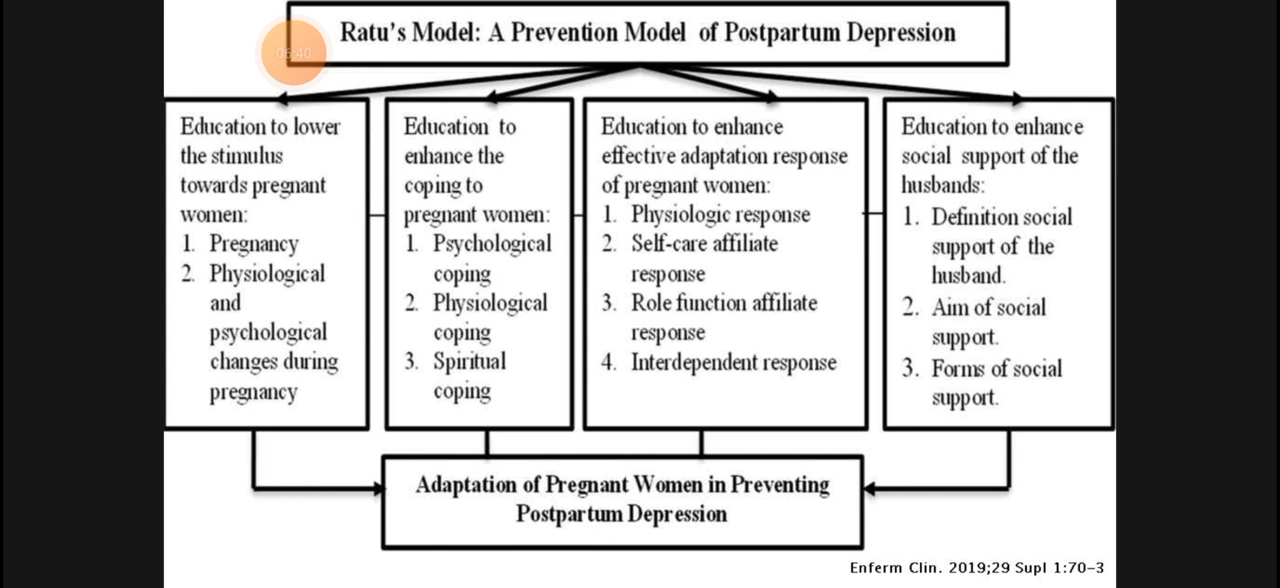 Ratu's Model: A Prevention Model of Postpartum Depression
06:40
Education to lower
the stimulus
towards pregnant
women:
1. Pregnancy
2. Physiological
and
psychological
changes during
pregnancy
Education to
enhance the
coping to
pregnant women:
1. Psychological
coping
2. Physiological
coping
3. Spiritual
coping
Education to enhance
effective adaptation response
of pregnant women:
1. Physiologic response
2. Self-care affiliate
response
3. Role function affiliate
response
4. Interdependent response
Education to enhance
social support of the
husbands:
1. Definition social
support of the
husband.
2. Aim of social
support.
3. Forms of social
support.
Adaptation of Pregnant Women in Preventing
Postpartum Depression
Enferm Clin. 2019;29 Supl 1:70–3